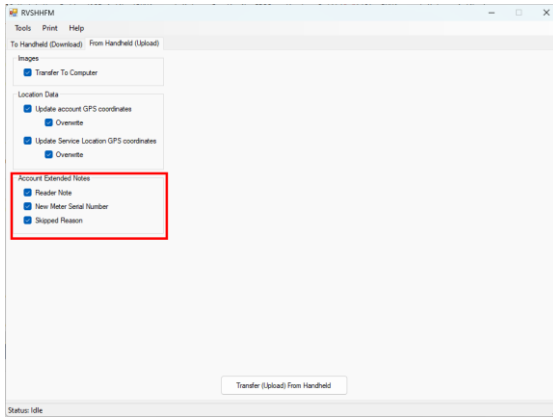 RVSHHFM
Tools Print Help
To Handheld (Download) From Handheld (Upload)
Images
Transfer To Computer
Location Data
Update account GPS coordinates
Overwrite
Update Service Location GPS coordinates
Overwrite
Account Extended Notes
Reader Note
New Meter Serial Number
Skipped Reason
Transfer (Upload) From Handheld
Status: Idle